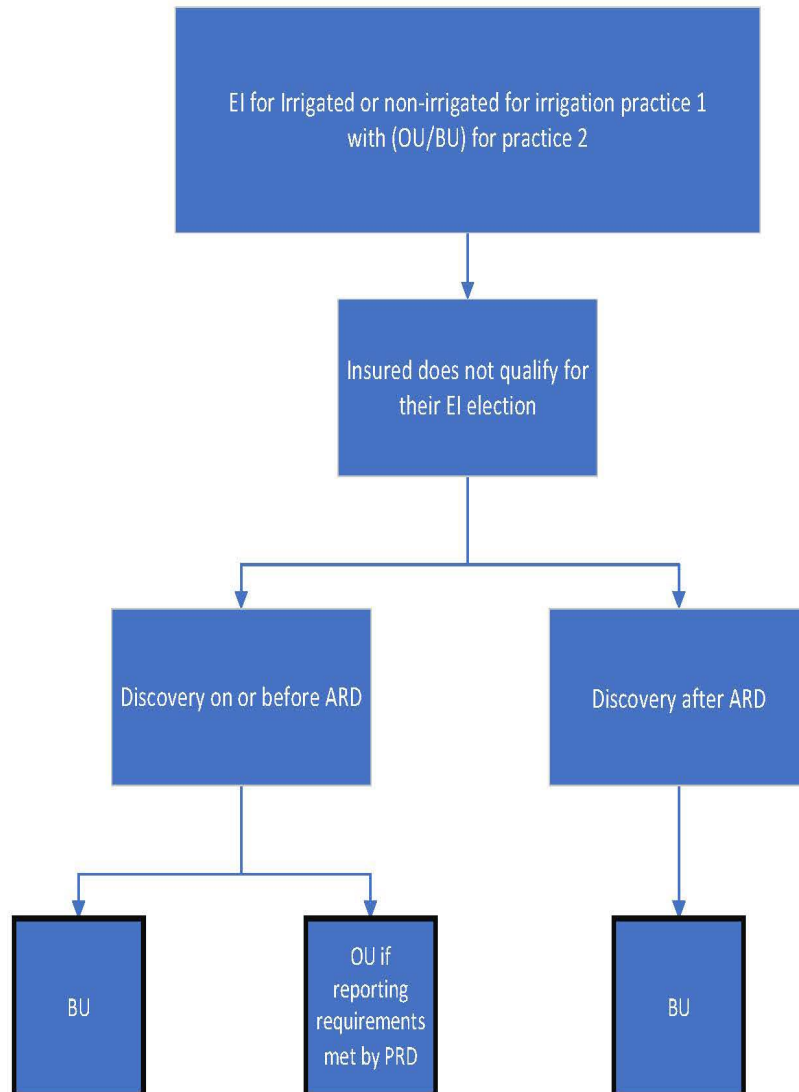 EI for Irrigated or non-irrigated for irrigation practice 1
with (OU/BU) for practice 2
Insured does not qualify for
their EI election
Discovery on or before ARD
Discovery after ARD
BU
OU if
reporting
requirements
met by PRD
BU